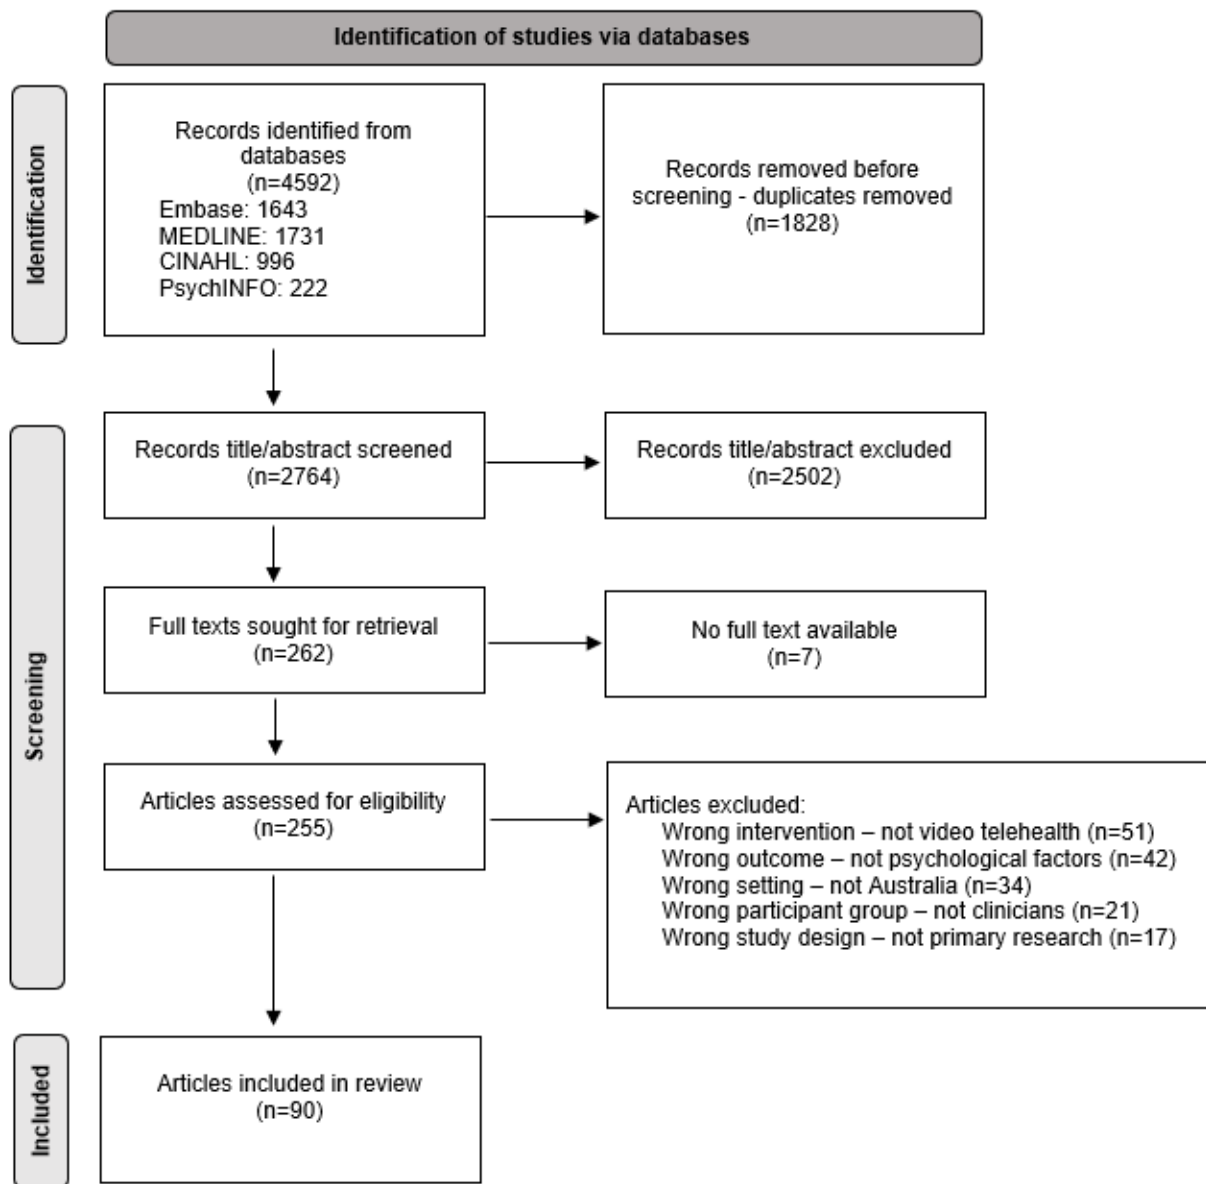 Identification of studies via databases
Identification
Records identified from
databases
(n=4592)
Embase: 1643
MEDLINE: 1731
CINAHL: 996
PsychINFO: 222
Records removed before
screening - duplicates removed
(n=1828)
Screening
Records title/abstract screened
(n=2764)
Records title/abstract excluded
(n=2502)
Full texts sought for retrieval
(n=262)
No full text available
(n=7)
Articles assessed for eligibility
(n=255)
Articles excluded:
Wrong intervention – not video telehealth (n=51)
Wrong outcome – not psychological factors (n=42)
Wrong setting – not Australia (n=34)
Wrong participant group – not clinicians (n=21)
Wrong study design – not primary research (n=17)
Included
Articles included in review
(n=90)